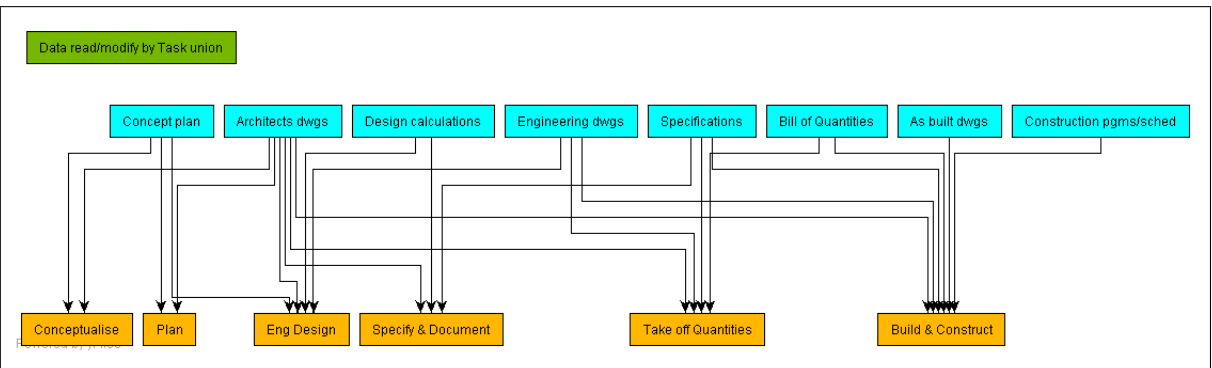 Data read/modify by Task union
Concept plan
Architects dwgs
Design calculations
Engineering dwgs
Specifications
Bill of Quantities
As built dwgs
Construction pgms/sched
Conceptualise
Plan
Eng Design
Specify & Document
Take off Quantities
Build & Construct